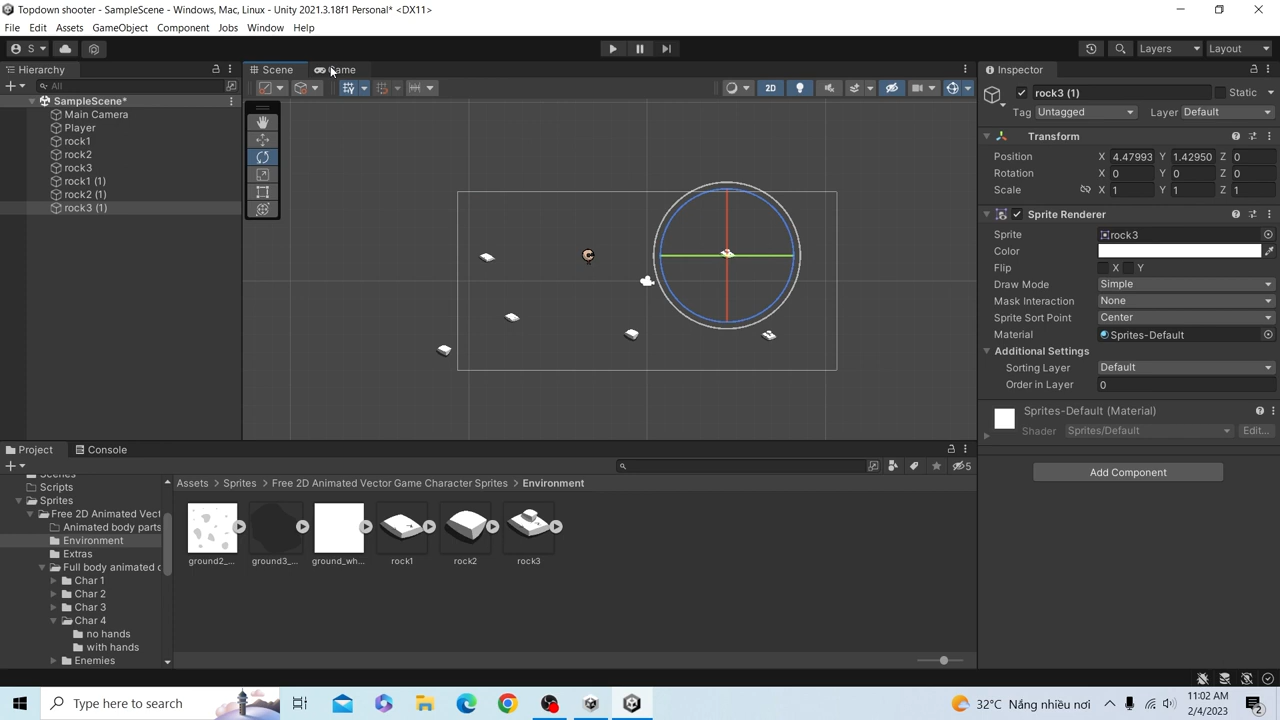 Topdown shooter - SampleScene - Windows, Mac, Linux - Unity 2021.3.18f1 Personal* <DX11>
File Edit Assets GameObject Component Jobs Window Help
S Layers Layout
Hierarchy Scene Game Inspector
All 2D rock3 (1) Static
SampleScene* Tag Untagged Layer Default
Main Camera
Player
rock1
rock2
rock3
rock1 (1)
rock2 (1)
rock3 (1)
Transform
Position X 4.47993 Y 1.42950 Z 0
Rotation X 0 Y 0 Z 0
Scale X 1 Y 1 Z 1
Sprite Renderer
Sprite rock3
Color
Flip X Y
Draw Mode Simple
Mask Interaction None
Sprite Sort Point Center
Material Sprites-Default
Additional Settings
Sorting Layer Default
Order in Layer 0
Sprites-Default (Material)
Shader Sprites/Default Edit...
Add Component
Project Console
5
Scenes
Scripts
Sprites
Free 2D Animated Vect
Animated body parts
Environment
Extras
Full body animated c
Char 1
Char 2
Char 3
Char 4
no hands
with hands
Enemies
Assets > Sprites > Free 2D Animated Vector Game Character Sprites > Environment
ground2_... ground3_... ground_wh... rock1 rock2 rock3
Type here to search
32°C Nắng nhiều nơi
11:02 AM
2/4/2023
2